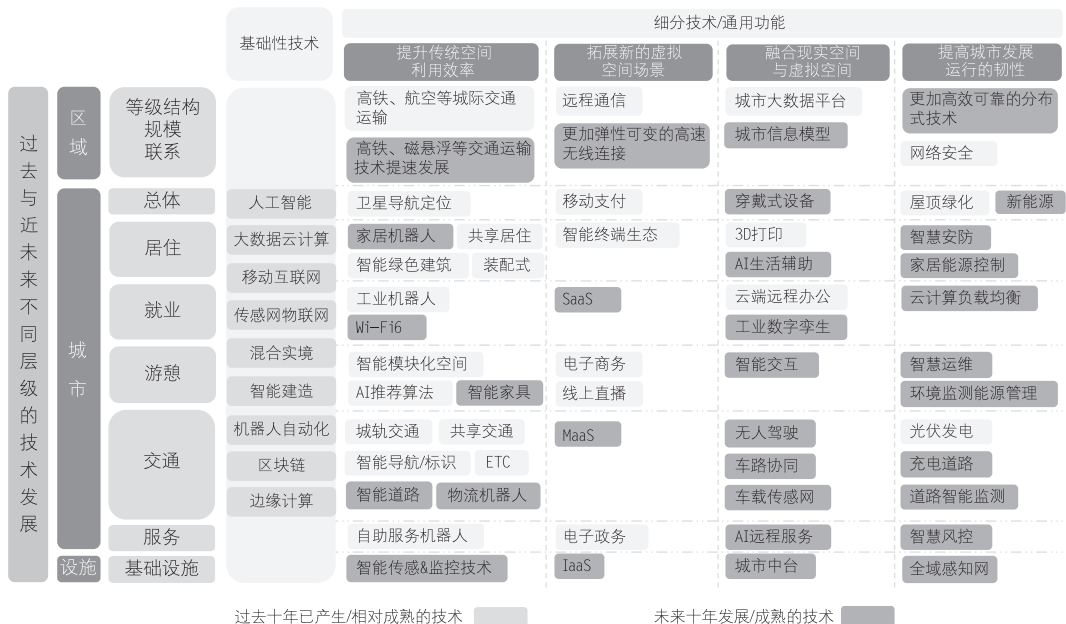 基础性技术
细分技术/通用功能
提升传统空间
利用效率
拓展新的虚拟
空间场景
融合现实空间
与虚拟空间
提高城市发展
运行的韧性
过去与近未来不同层级的技术发展
区域
等级结构
规模
联系
高铁、航空等城际交通
运输
高铁、磁悬浮等交通运输
技术提速发展
远程通信
更加弹性可变的高速
无线连接
城市大数据平台
城市信息模型
更加高效可靠的分布
式技术
网络安全
城市
总体
卫星导航定位
移动支付
穿戴式设备
屋顶绿化
新能源
居住
家居机器人
共享居住
智能绿色建筑
装配式
智能终端生态
3D打印
AI生活辅助
智慧安防
家居能源控制
就业
工业机器人
Wi-Fi6
SaaS
云端远程办公
工业数字孪生
云计算负载均衡
游憩
智能模块化空间
AI推荐算法
智能家具
电子商务
线上直播
智能交互
智慧运维
环境监测能源管理
交通
城轨交通
共享交通
智能导航/标识
ETC
智能道路
物流机器人
MaaS
无人驾驶
车路协同
车载传感网
光伏发电
充电道路
道路智能监测
服务
自助服务机器人
电子政务
AI远程服务
智慧风控
设施
基础设施
智能传感&监控技术
IaaS
城市中台
全域感知网
人工智能
大数据云计算
移动互联网
传感网物联网
混合实境
智能建造
机器人自动化
区块链
边缘计算
过去十年已产生/相对成熟的技术
未来十年发展/成熟的技术